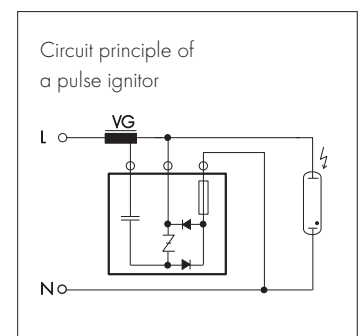 Circuit principle of
a pulse ignitor
VG
L
N